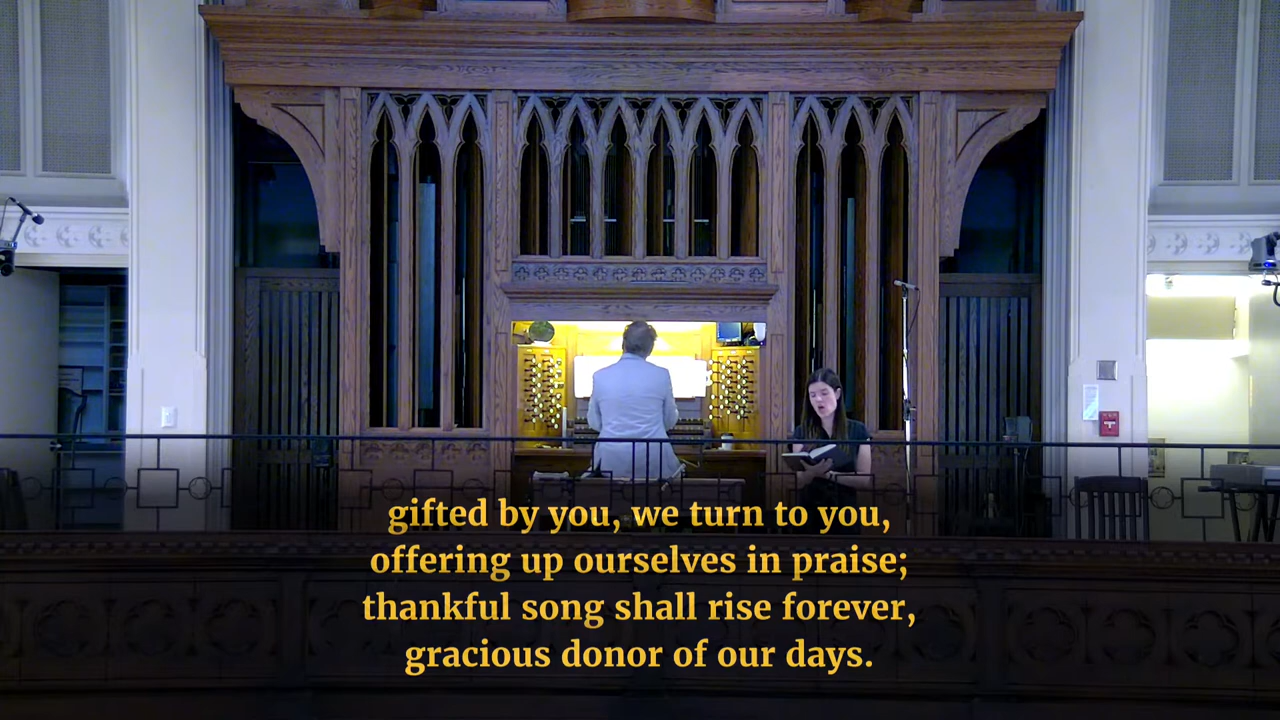 gifted by you, we turn to you,
offering up ourselves in praise;
thankful song shall rise forever,
gracious donor of our days.